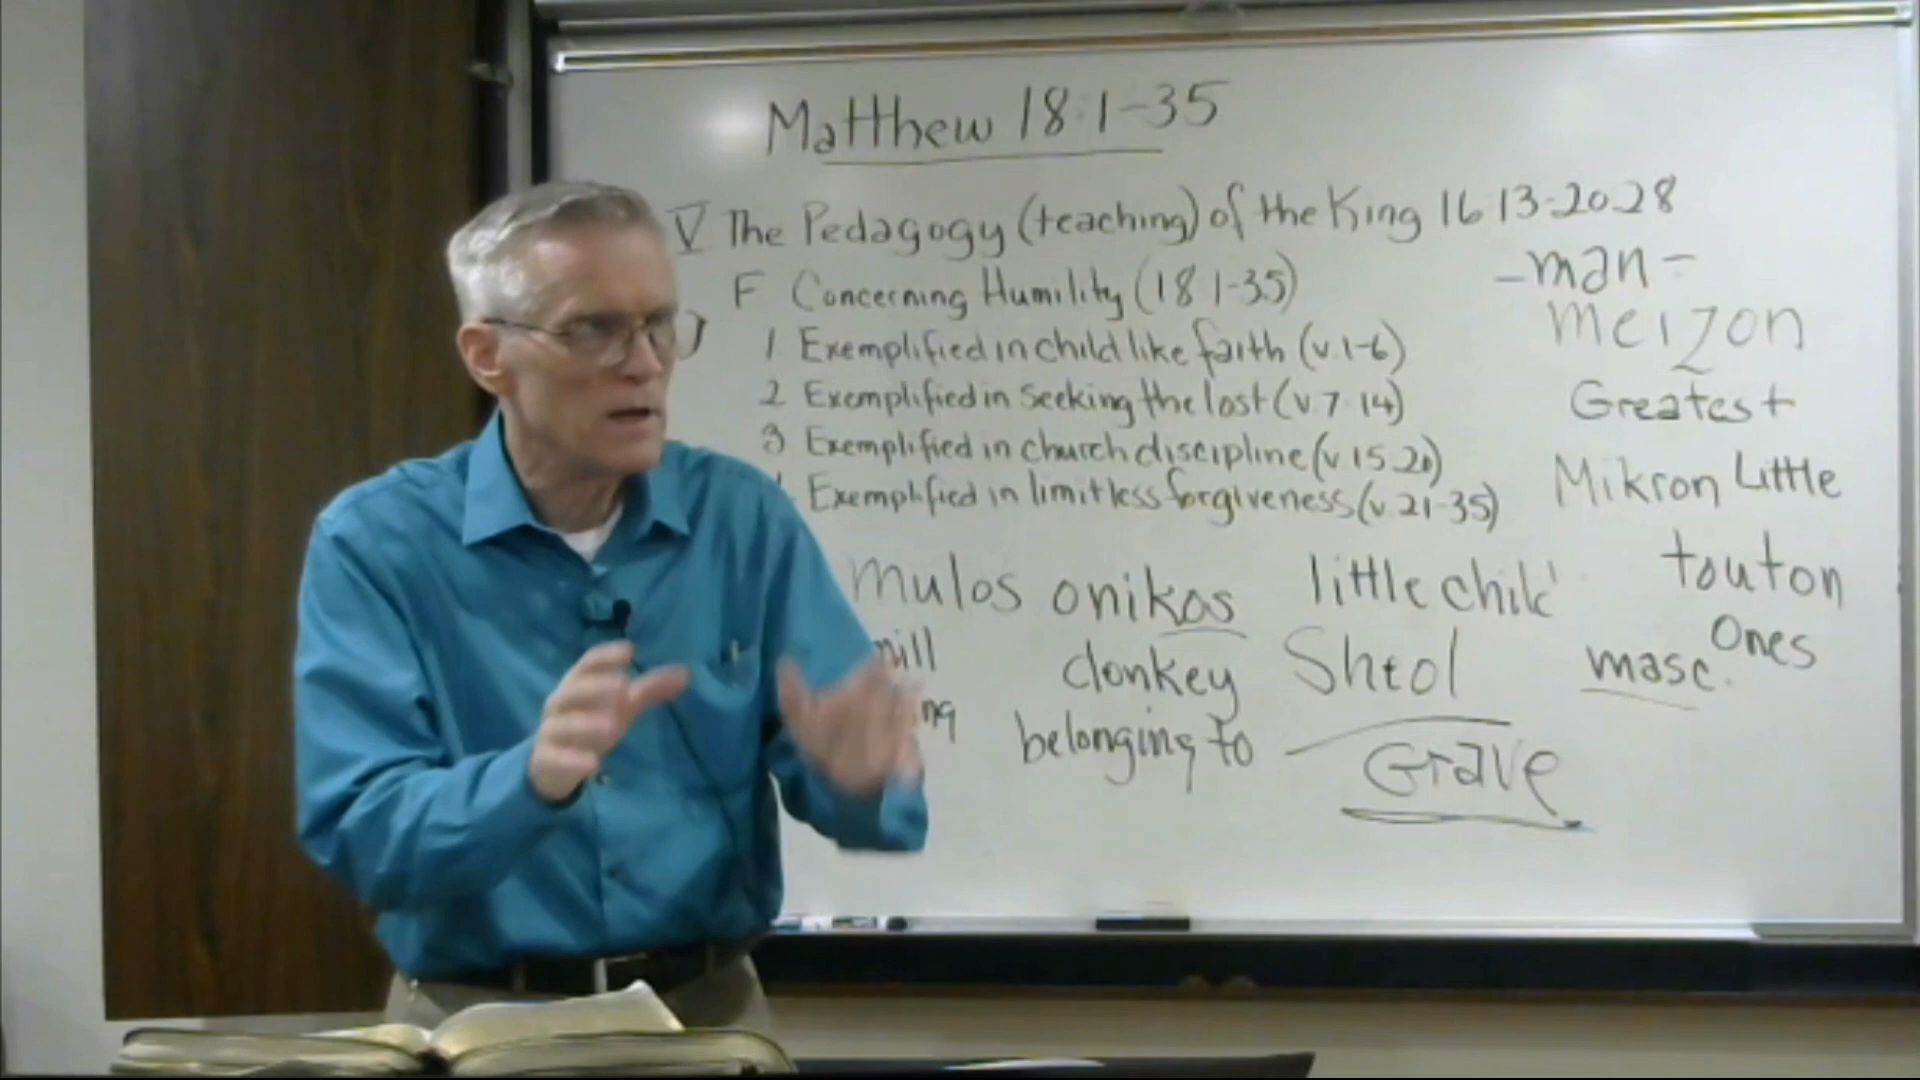 Matthew 18:1-35
V The Pedagogy (teaching) of the King 16 13-20 28
F Concerning Humility (18 1-35)
1 Exemplified in child like faith (v. 1-6)
2 Exemplified in seeking the lost (v. 7-14)
3 Exemplified in church discipline (v 15-20)
Exemplified in limitless forgiveness (v. 21-35)
-man-
meizon
Greatest
Mikron Little
touton
Ones
masc.
mulos onikos
mill donkey
belonging to
little child
Sheol
Grave